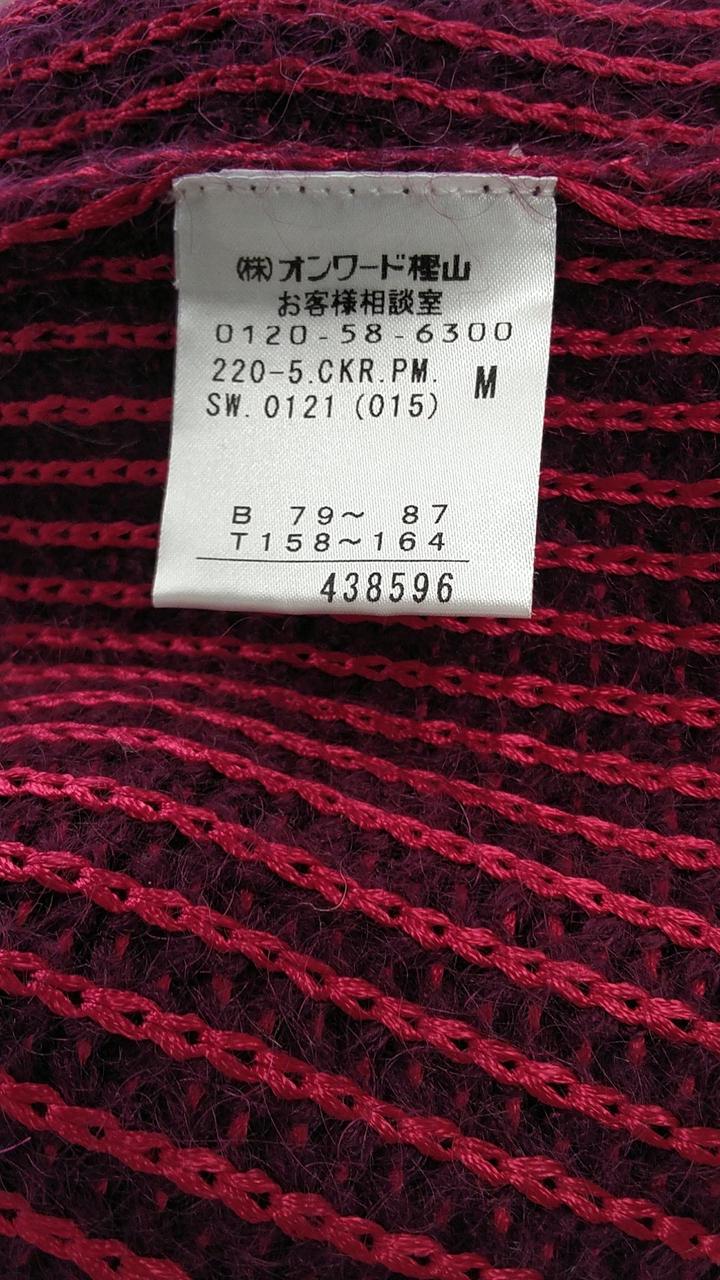 (株)オンワード樫山
お客様相談室
0120-58-6300
220-5.CKR.PM. M
SW. 0121 (015)
B 79～ 87
T158～164
438596